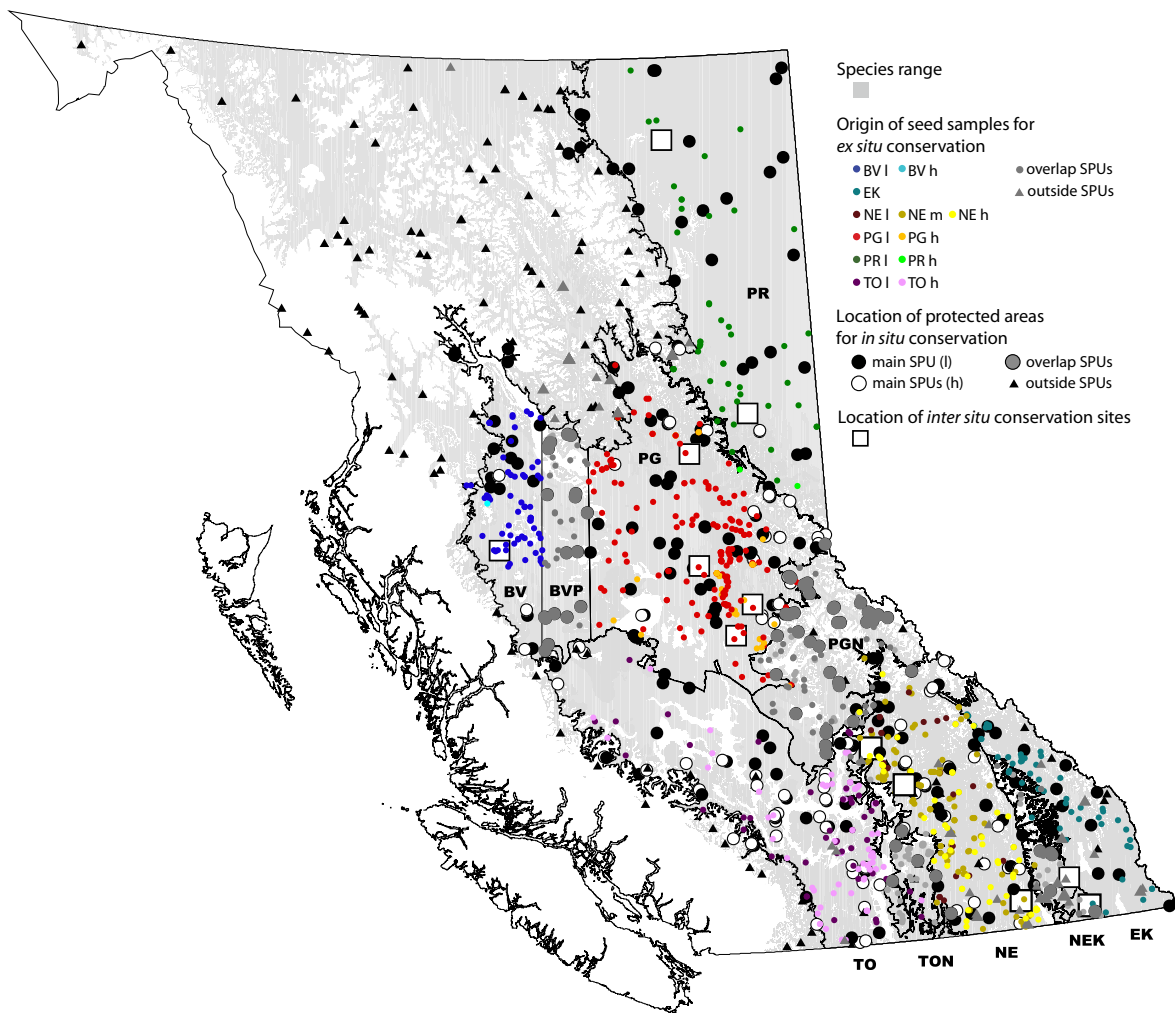 Species range
Origin of seed samples for
ex situ conservation
BV l BV h overlap SPUs
EK outside SPUs
NE l NE m NE h
PG l PG h
PR l PR h
TO l TO h
Location of protected areas
for in situ conservation
main SPU (l) overlap SPUs
main SPUs (h) outside SPUs
Location of inter situ conservation sites
PR
PG
BV BVP
PGN
TO TON NE NEK EK